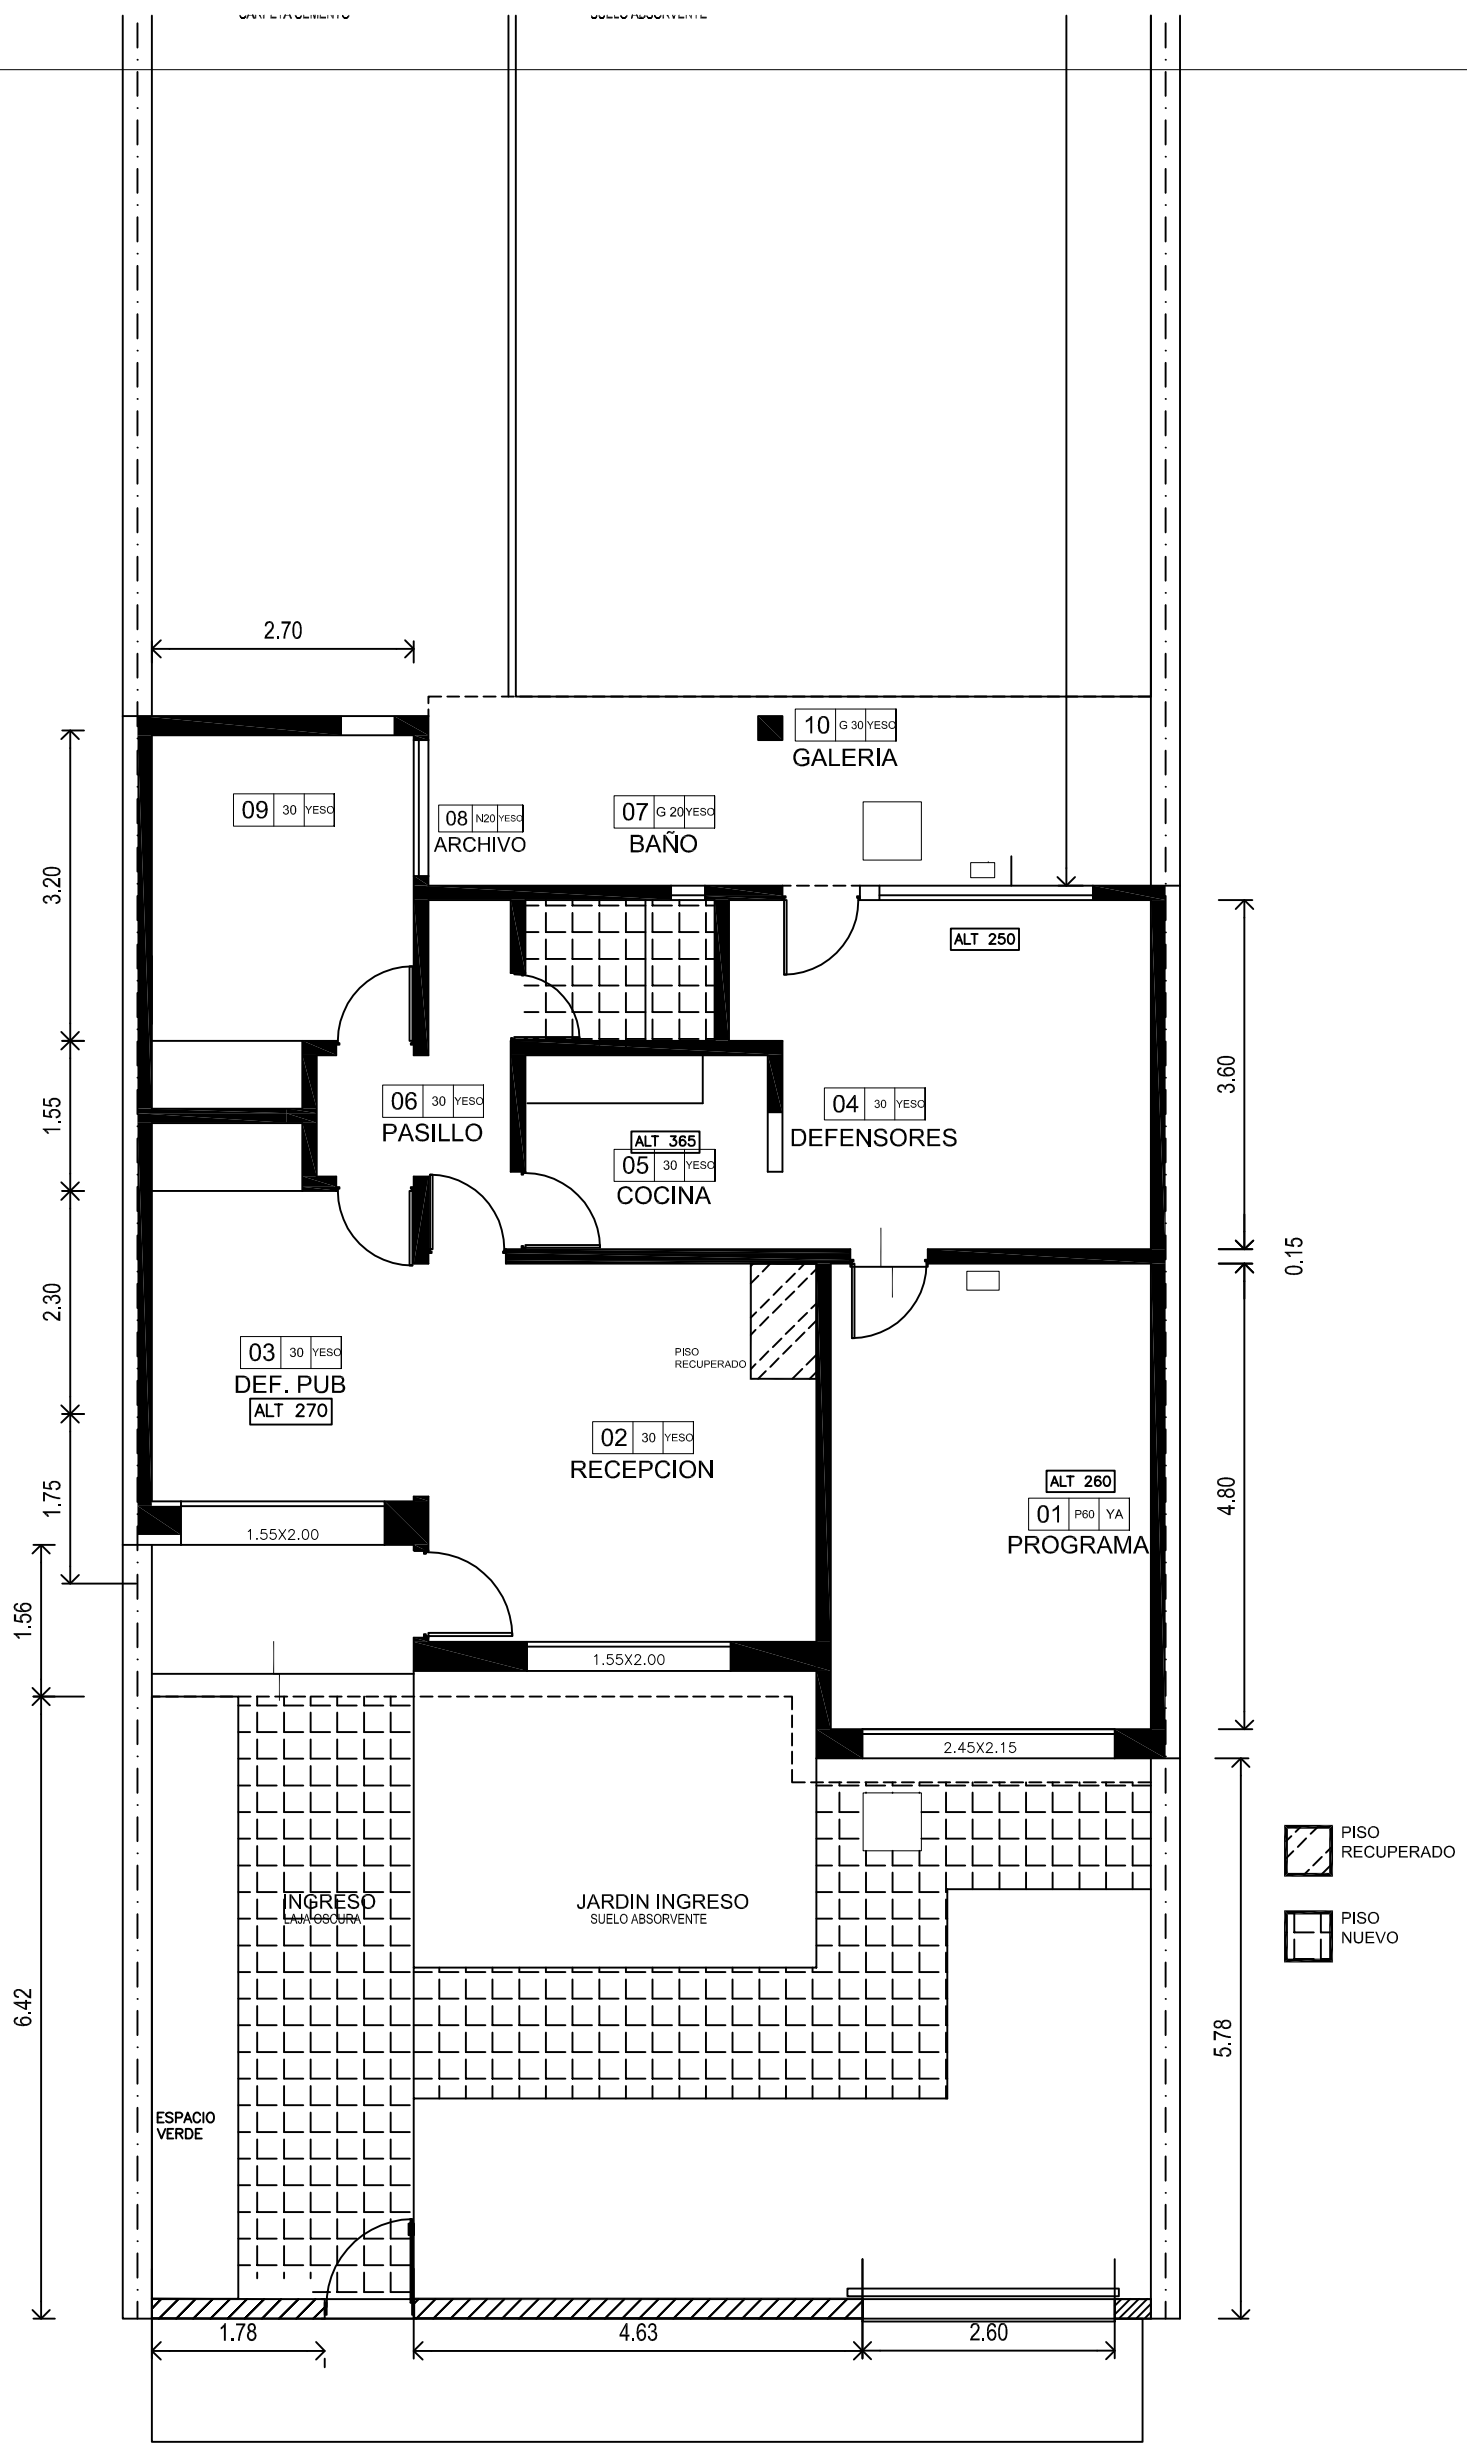 CARPETA CEMENTO
SUELO ABSORVENTE
2.70
10 G 30 YESO
GALERIA
09 30 YESO
08 N20 YESO
ARCHIVO
07 G 20 YESO
BAÑO
3.20
ALT 250
1.55
06 30 YESO
PASILLO
04 30 YESO
DEFENSORES
3.60
ALT 365
05 30 YESO
COCINA
0.15
2.30
03 30 YESO
DEF. PUB
ALT 270
PISO
RECUPERADO
02 30 YESO
RECEPCION
ALT 260
01 P60 YA
PROGRAMA
4.80
1.75
1.55X2.00
1.56
1.55X2.00
2.45X2.15
PISO
RECUPERADO
PISO
NUEVO
INGRESO
LAJA OSCURA
JARDIN INGRESO
SUELO ABSORVENTE
6.42
5.78
ESPACIO
VERDE
1.78
4.63
2.60